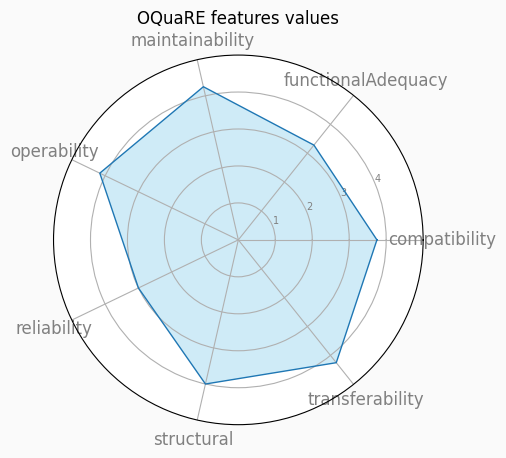 OQuaRE features values
maintainability
functionalAdequacy
operability
4
3
2
1
compatibility
reliability
transferability
structural